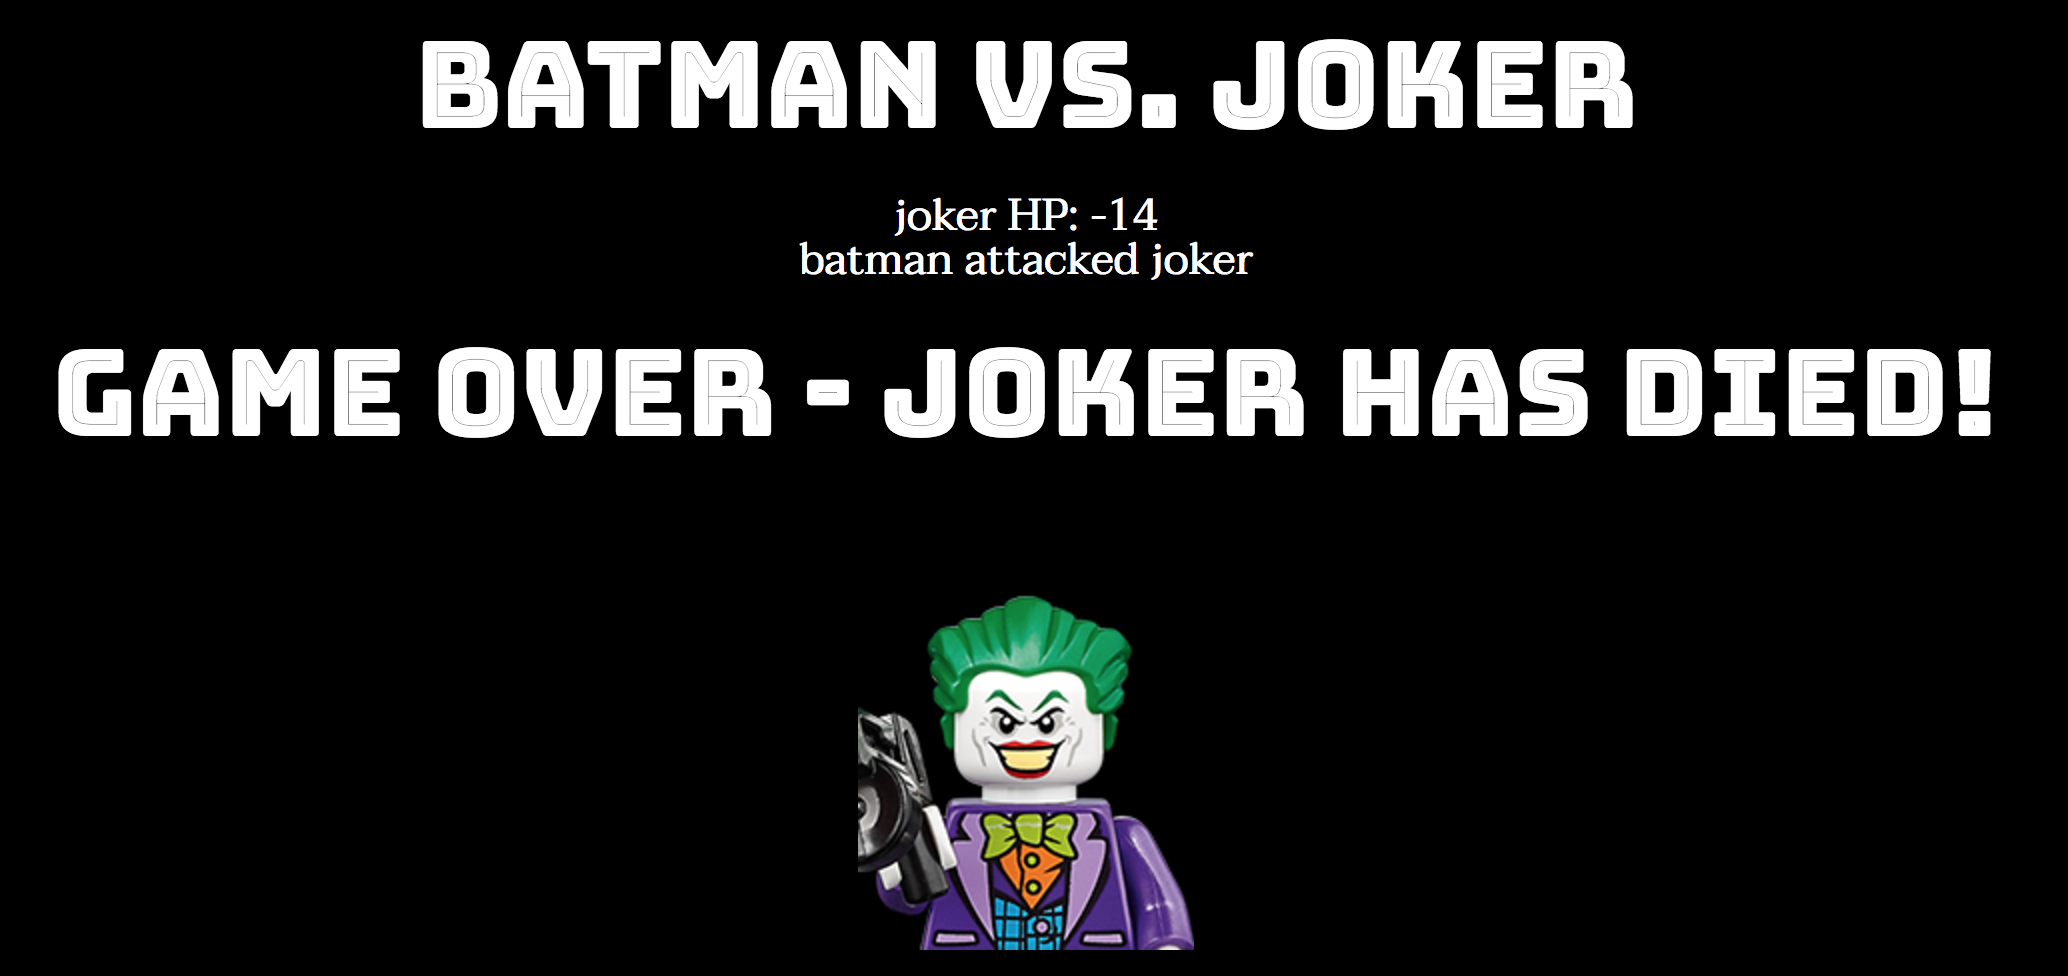 BATMAN VS. JOKER
joker HP: -14
batman attacked joker
GAME OVER - JOKER HAS DIED!